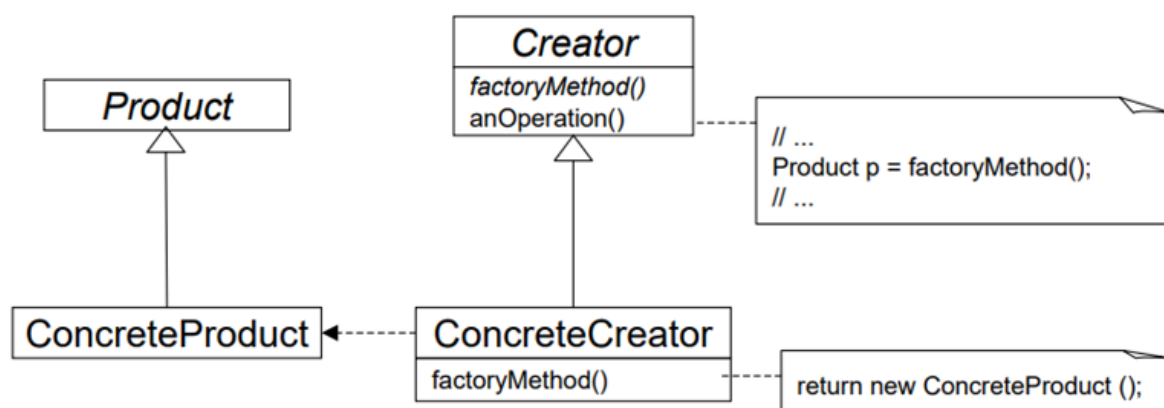 Creator
factoryMethod()
anOperation()
Product
// ...
Product p = factoryMethod();
// ...
ConcreteProduct
ConcreteCreator
factoryMethod()
return new ConcreteProduct ();